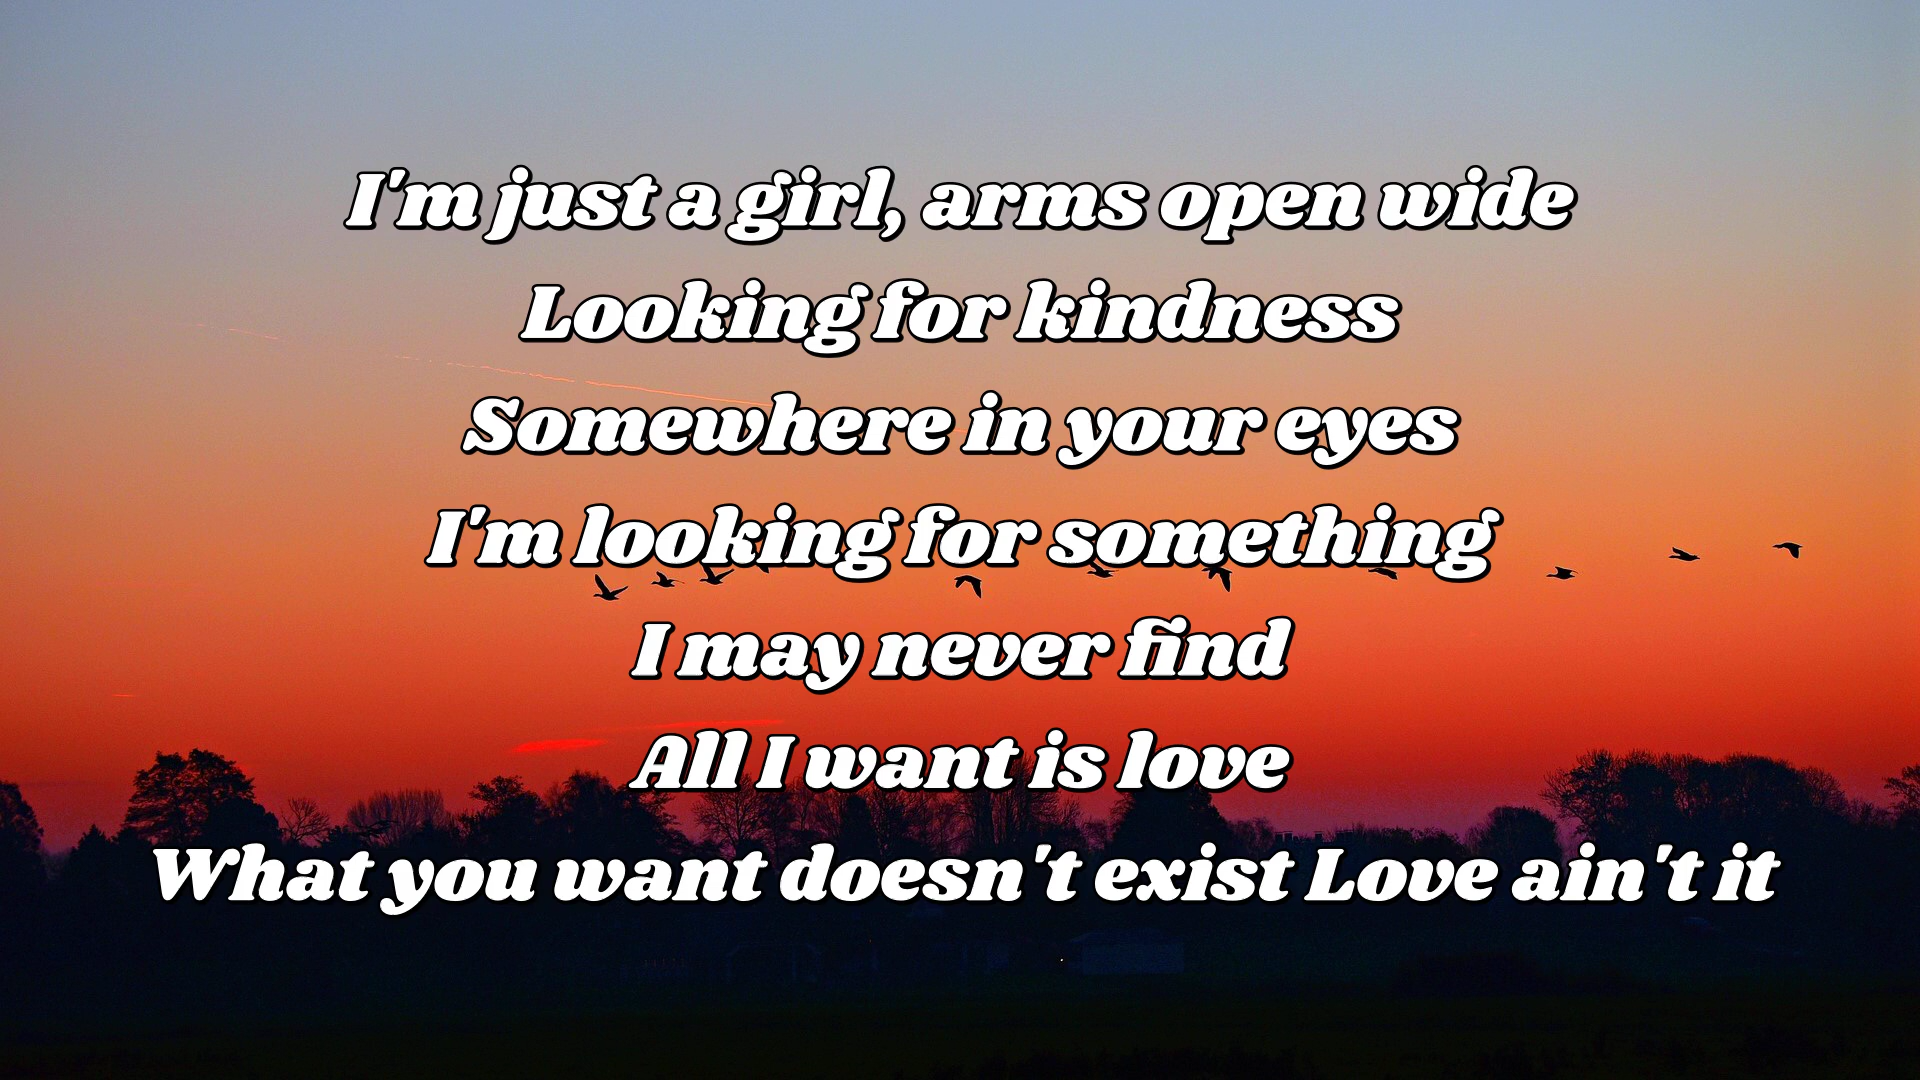 I'm just a girl, arms open wide
Looking for kindness
Somewhere in your eyes
I'm looking for something
I may never find
All I want is love
What you want doesn't exist Love ain't it